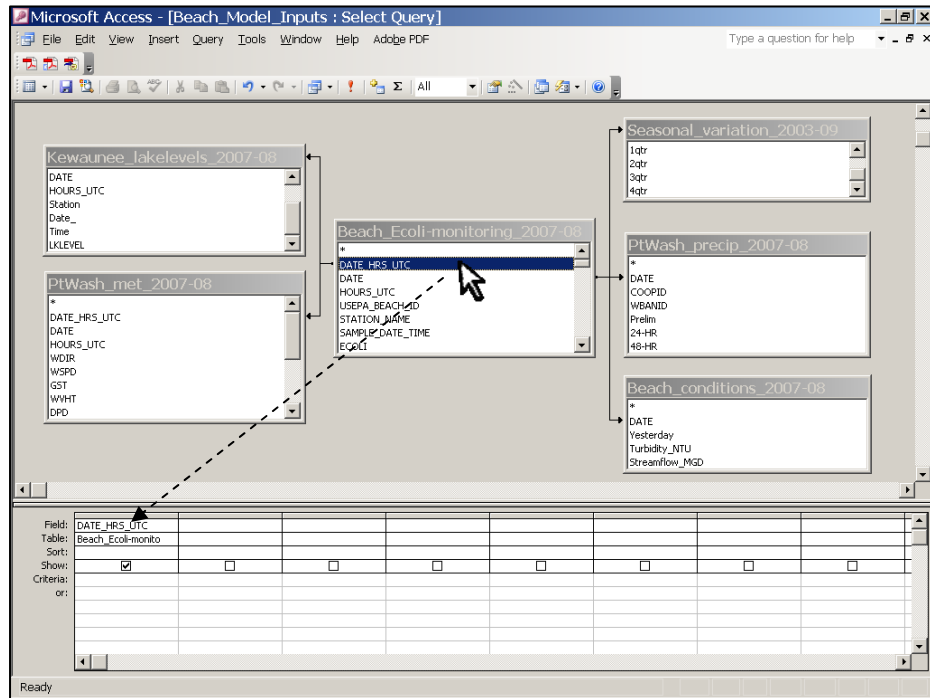 Microsoft Access - [Beach_Model_Inputs : Select Query]
File Edit View Insert Query Tools Window Help Adobe PDF
Type a question for help
All
Kewaunee_lakelevels_2007-08
DATE
HOURS_UTC
Station
Date_
Time
LKLEVEL
PtWash_met_2007-08
*
DATE_HRS_UTC
DATE
HOURS_UTC
WDIR
WSPD
GST
WVHT
DPD
Beach_Ecoli-monitoring_2007-08
*
DATE_HRS_UTC
DATE
HOURS_UTC
USEPA_BEACH_ID
STATION_NAME
SAMPLE_DATE_TIME
ECOLI
Seasonal_variation_2003-09
1qtr
2qtr
3qtr
4qtr
PtWash_precip_2007-08
*
DATE
COOPID
WBANID
Prelim
24-HR
48-HR
Beach_conditions_2007-08
*
DATE
Yesterday
Turbidity_NTU
Streamflow_MGD
Field: DATE_HRS_UTC
Table: Beach_Ecoli-monito
Sort:
Show:
Criteria:
or:
Ready